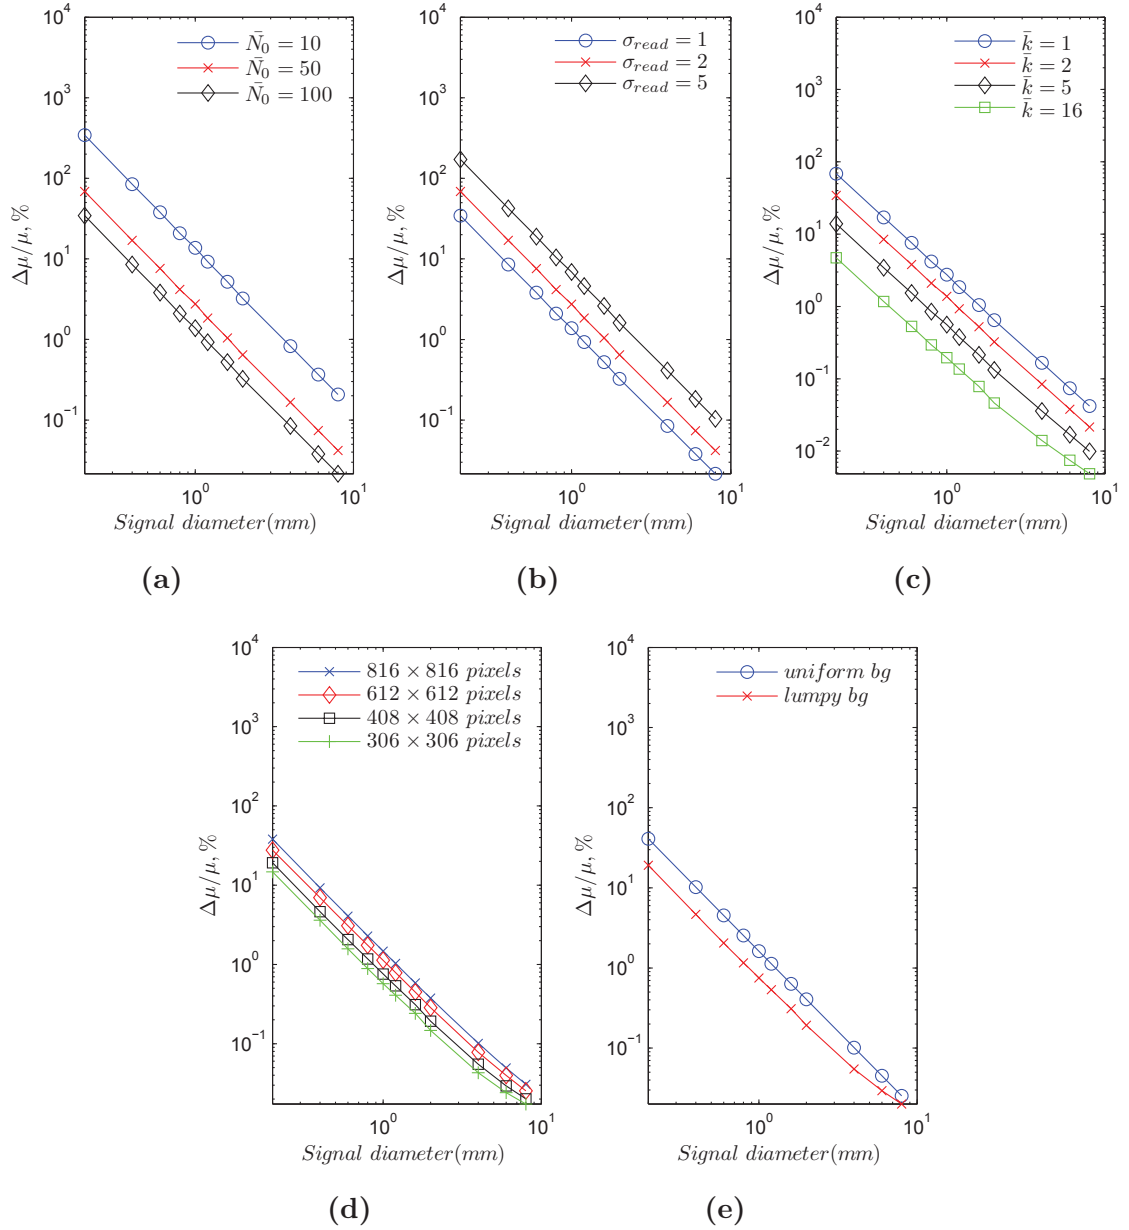 10⁴
10³
10²
10¹
10⁰
10⁻¹
Δμ/μ, %
N̄₀ = 10
N̄₀ = 50
N̄₀ = 100
10⁰ 10¹
Signal diameter(mm)
(a)
10⁴
10³
10²
10¹
10⁰
10⁻¹
Δμ/μ, %
σ_read = 1
σ_read = 2
σ_read = 5
10⁰ 10¹
Signal diameter(mm)
(b)
10⁴
10³
10²
10¹
10⁰
10⁻¹
10⁻²
Δμ/μ, %
k̄ = 1
k̄ = 2
k̄ = 5
k̄ = 16
10⁰ 10¹
Signal diameter(mm)
(c)
10⁴
10³
10²
10¹
10⁰
10⁻¹
Δμ/μ, %
816 × 816 pixels
612 × 612 pixels
408 × 408 pixels
306 × 306 pixels
10⁰ 10¹
Signal diameter(mm)
(d)
10⁴
10³
10²
10¹
10⁰
10⁻¹
Δμ/μ, %
uniform bg
lumpy bg
10⁰ 10¹
Signal diameter(mm)
(e)